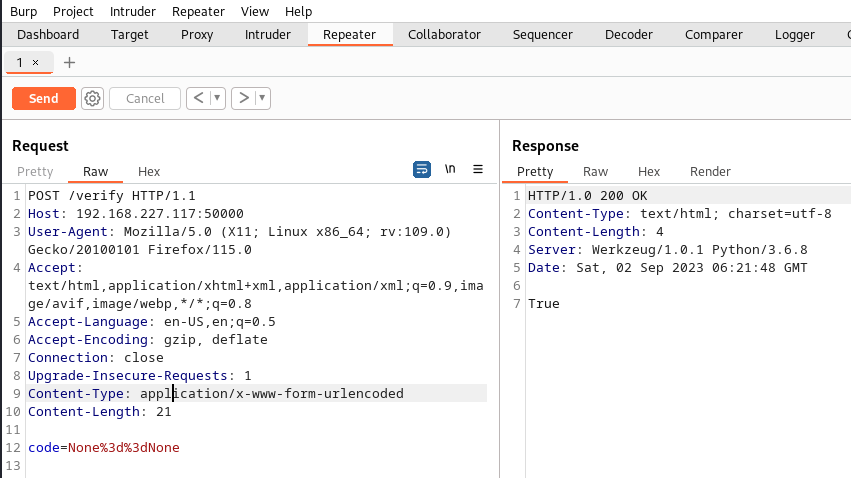 Burp Project Intruder Repeater View Help
Dashboard Target Proxy Intruder Repeater Collaborator Sequencer Decoder Comparer Logger
1 × +
Send Cancel < ▼ > ▼
Request
Pretty Raw Hex \n
1 POST /verify HTTP/1.1
2 Host: 192.168.227.117:50000
3 User-Agent: Mozilla/5.0 (X11; Linux x86_64; rv:109.0)
Gecko/20100101 Firefox/115.0
4 Accept:
text/html,application/xhtml+xml,application/xml;q=0.9,ima
ge/avif,image/webp,*/*;q=0.8
5 Accept-Language: en-US,en;q=0.5
6 Accept-Encoding: gzip, deflate
7 Connection: close
8 Upgrade-Insecure-Requests: 1
9 Content-Type: application/x-www-form-urlencoded
10 Content-Length: 21
11
12 code=None%3d%3dNone
13
Response
Pretty Raw Hex Render
1 HTTP/1.0 200 OK
2 Content-Type: text/html; charset=utf-8
3 Content-Length: 4
4 Server: Werkzeug/1.0.1 Python/3.6.8
5 Date: Sat, 02 Sep 2023 06:21:48 GMT
6
7 True